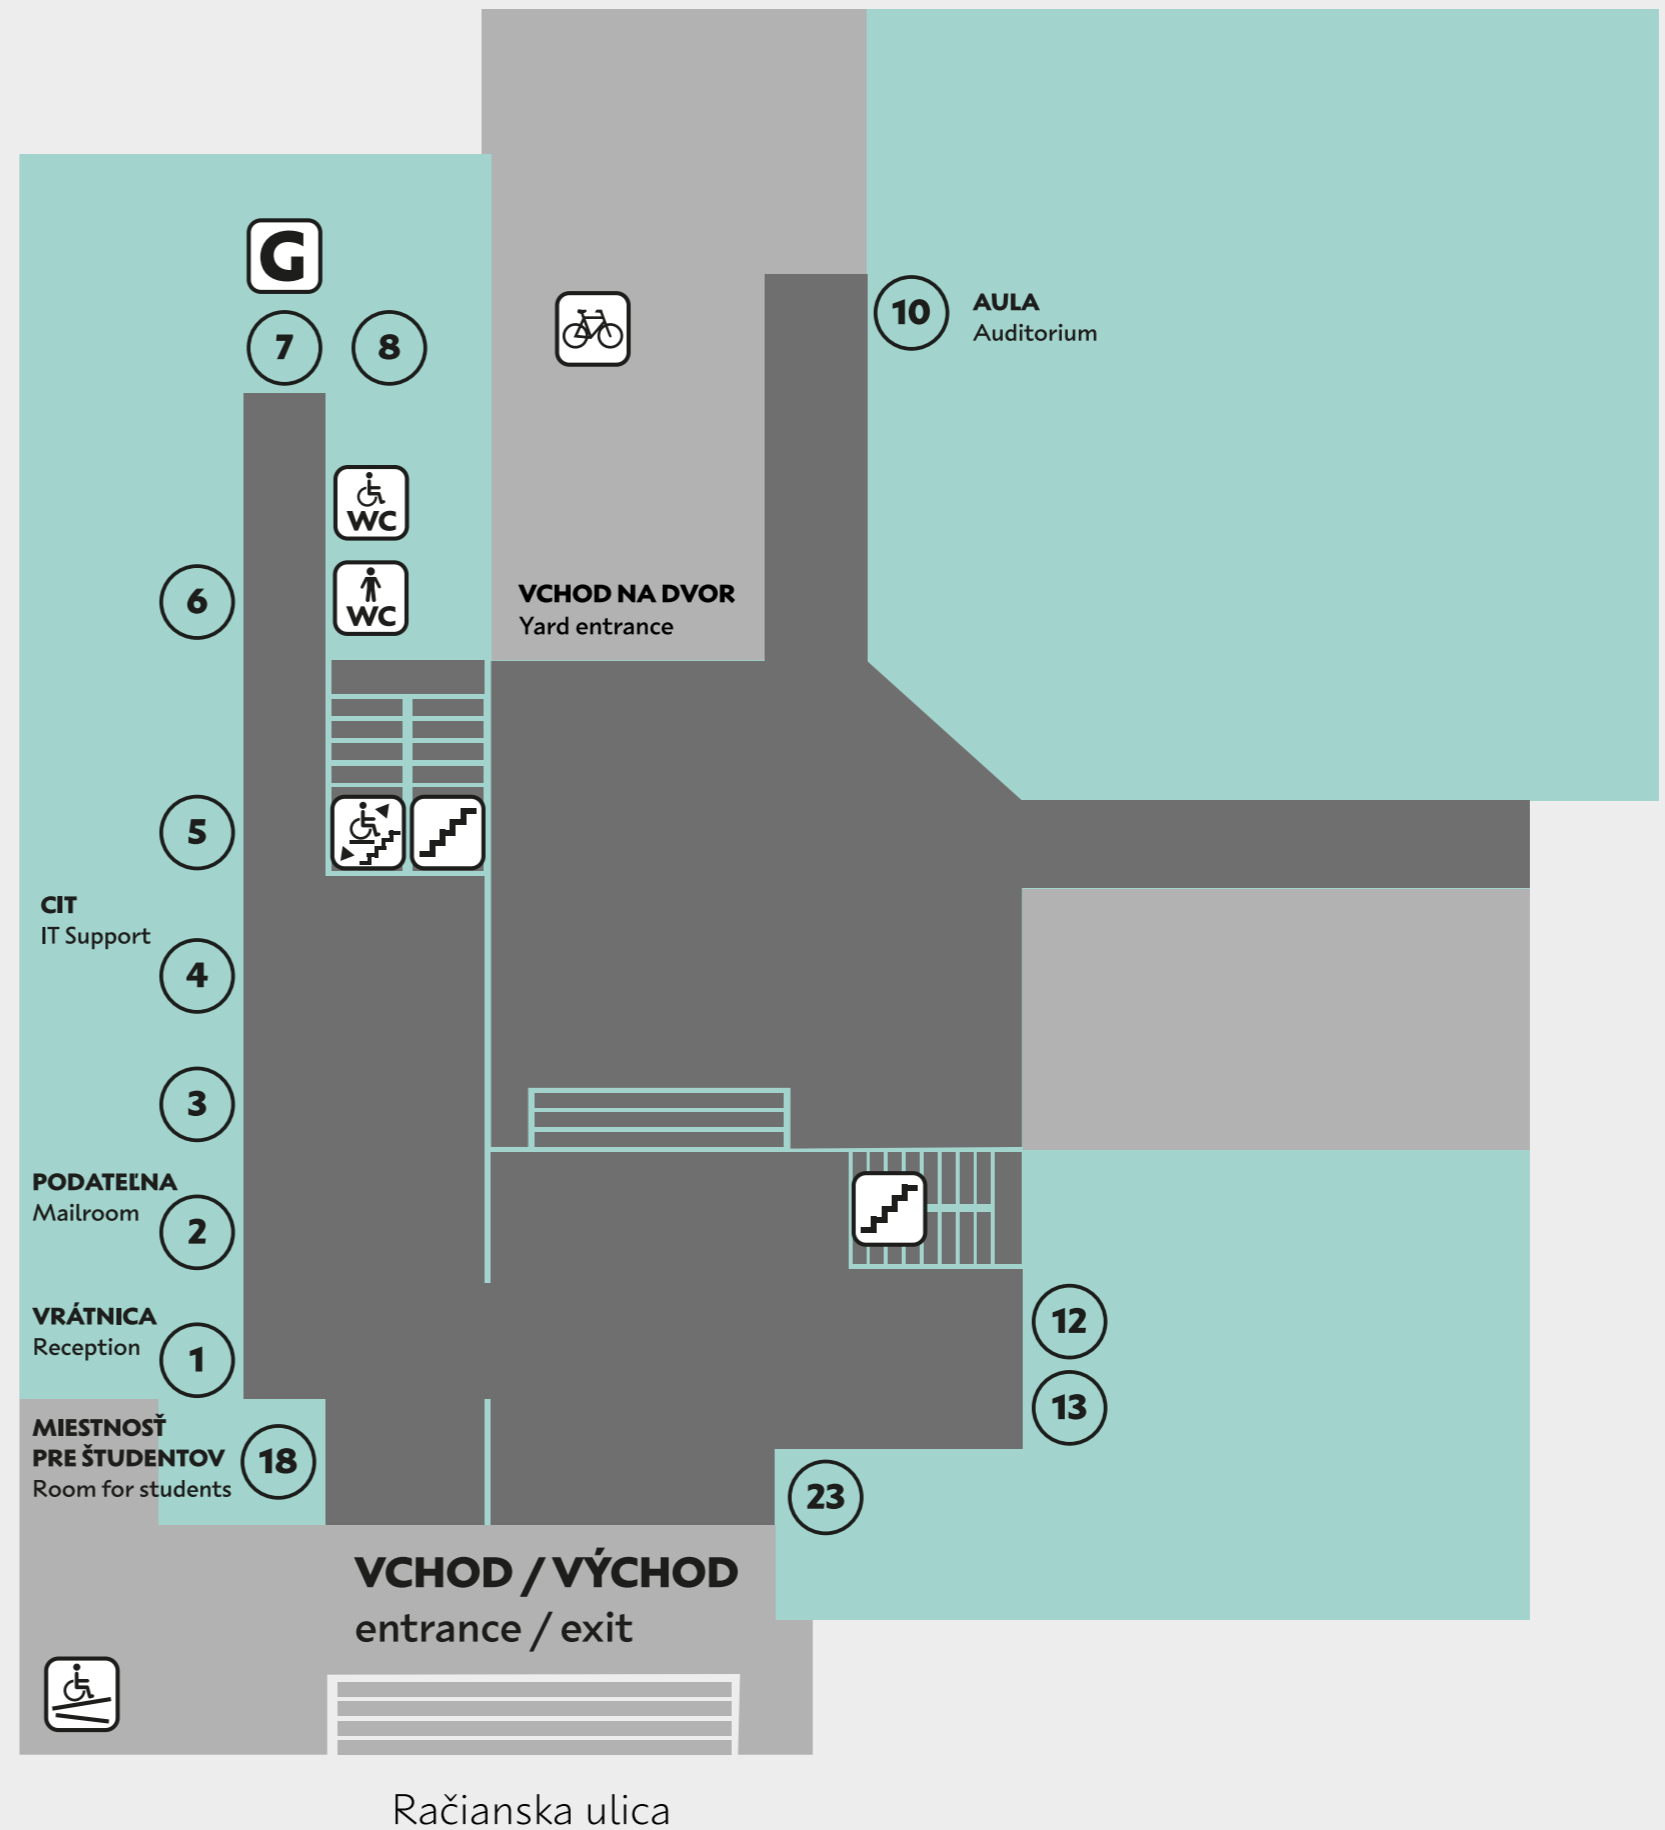 G
7
8
10
AULA
Auditorium
WC
WC
6
VCHOD NA DVOR
Yard entrance
5
CIT
IT Support
4
3
PODATEĽNA
Mailroom
2
VRÁTNICA
Reception
1
12
13
MIESTNOSŤ
PRE ŠTUDENTOV
Room for students
18
23
VCHOD / VÝCHOD
entrance / exit
Račianska ulica